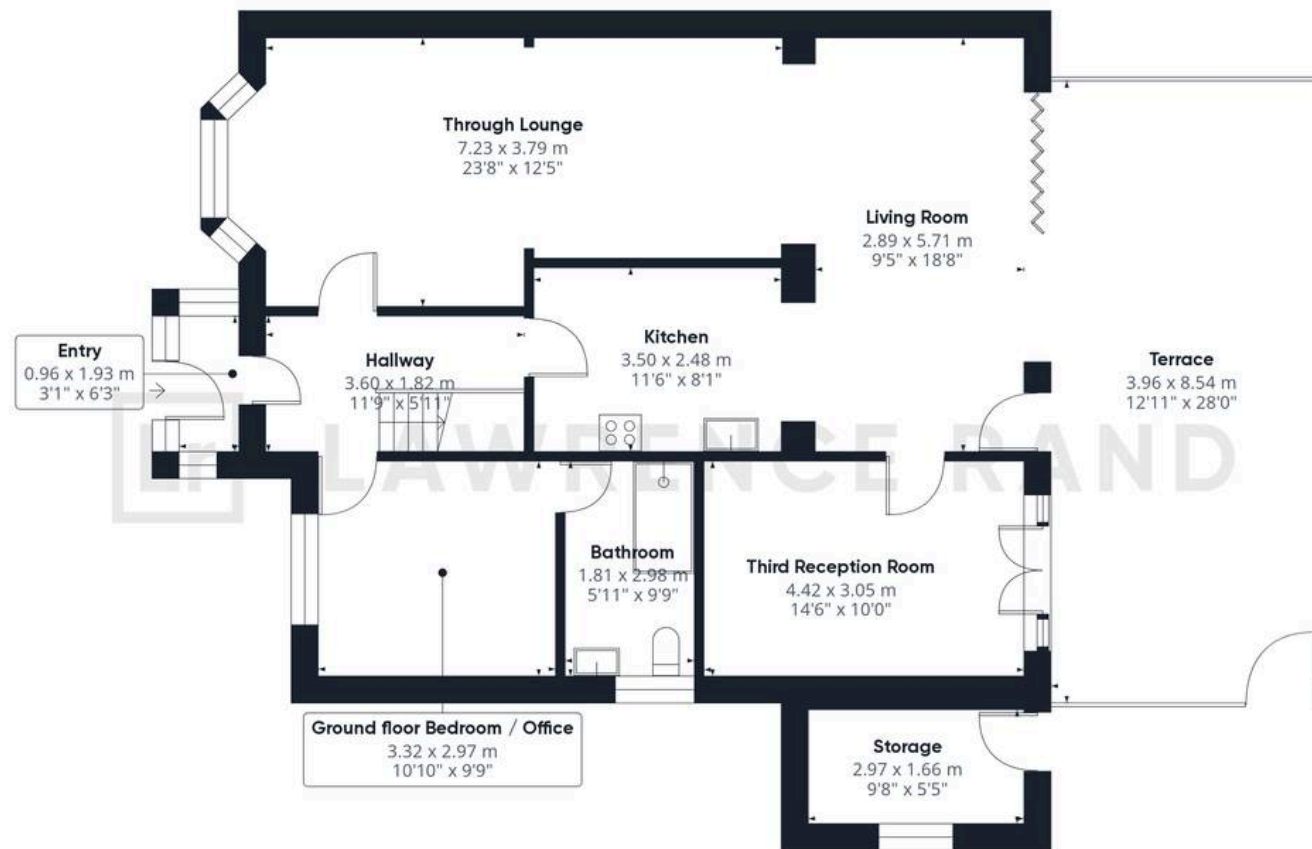 Through Lounge
7.23 x 3.79 m
23'8" x 12'5"
Living Room
2.89 x 5.71 m
9'5" x 18'8"
Entry
0.96 x 1.93 m
3'1" x 6'3"
Hallway
3.60 x 1.82 m
11'9" x 5'11"
Kitchen
3.50 x 2.48 m
11'6" x 8'1"
Terrace
3.96 x 8.54 m
12'11" x 28'0"
lr LAWRENCE RAND
Bathroom
1.81 x 2.98 m
5'11" x 9'9"
Third Reception Room
4.42 x 3.05 m
14'6" x 10'0"
Ground floor Bedroom / Office
3.32 x 2.97 m
10'10" x 9'9"
Storage
2.97 x 1.66 m
9'8" x 5'5"